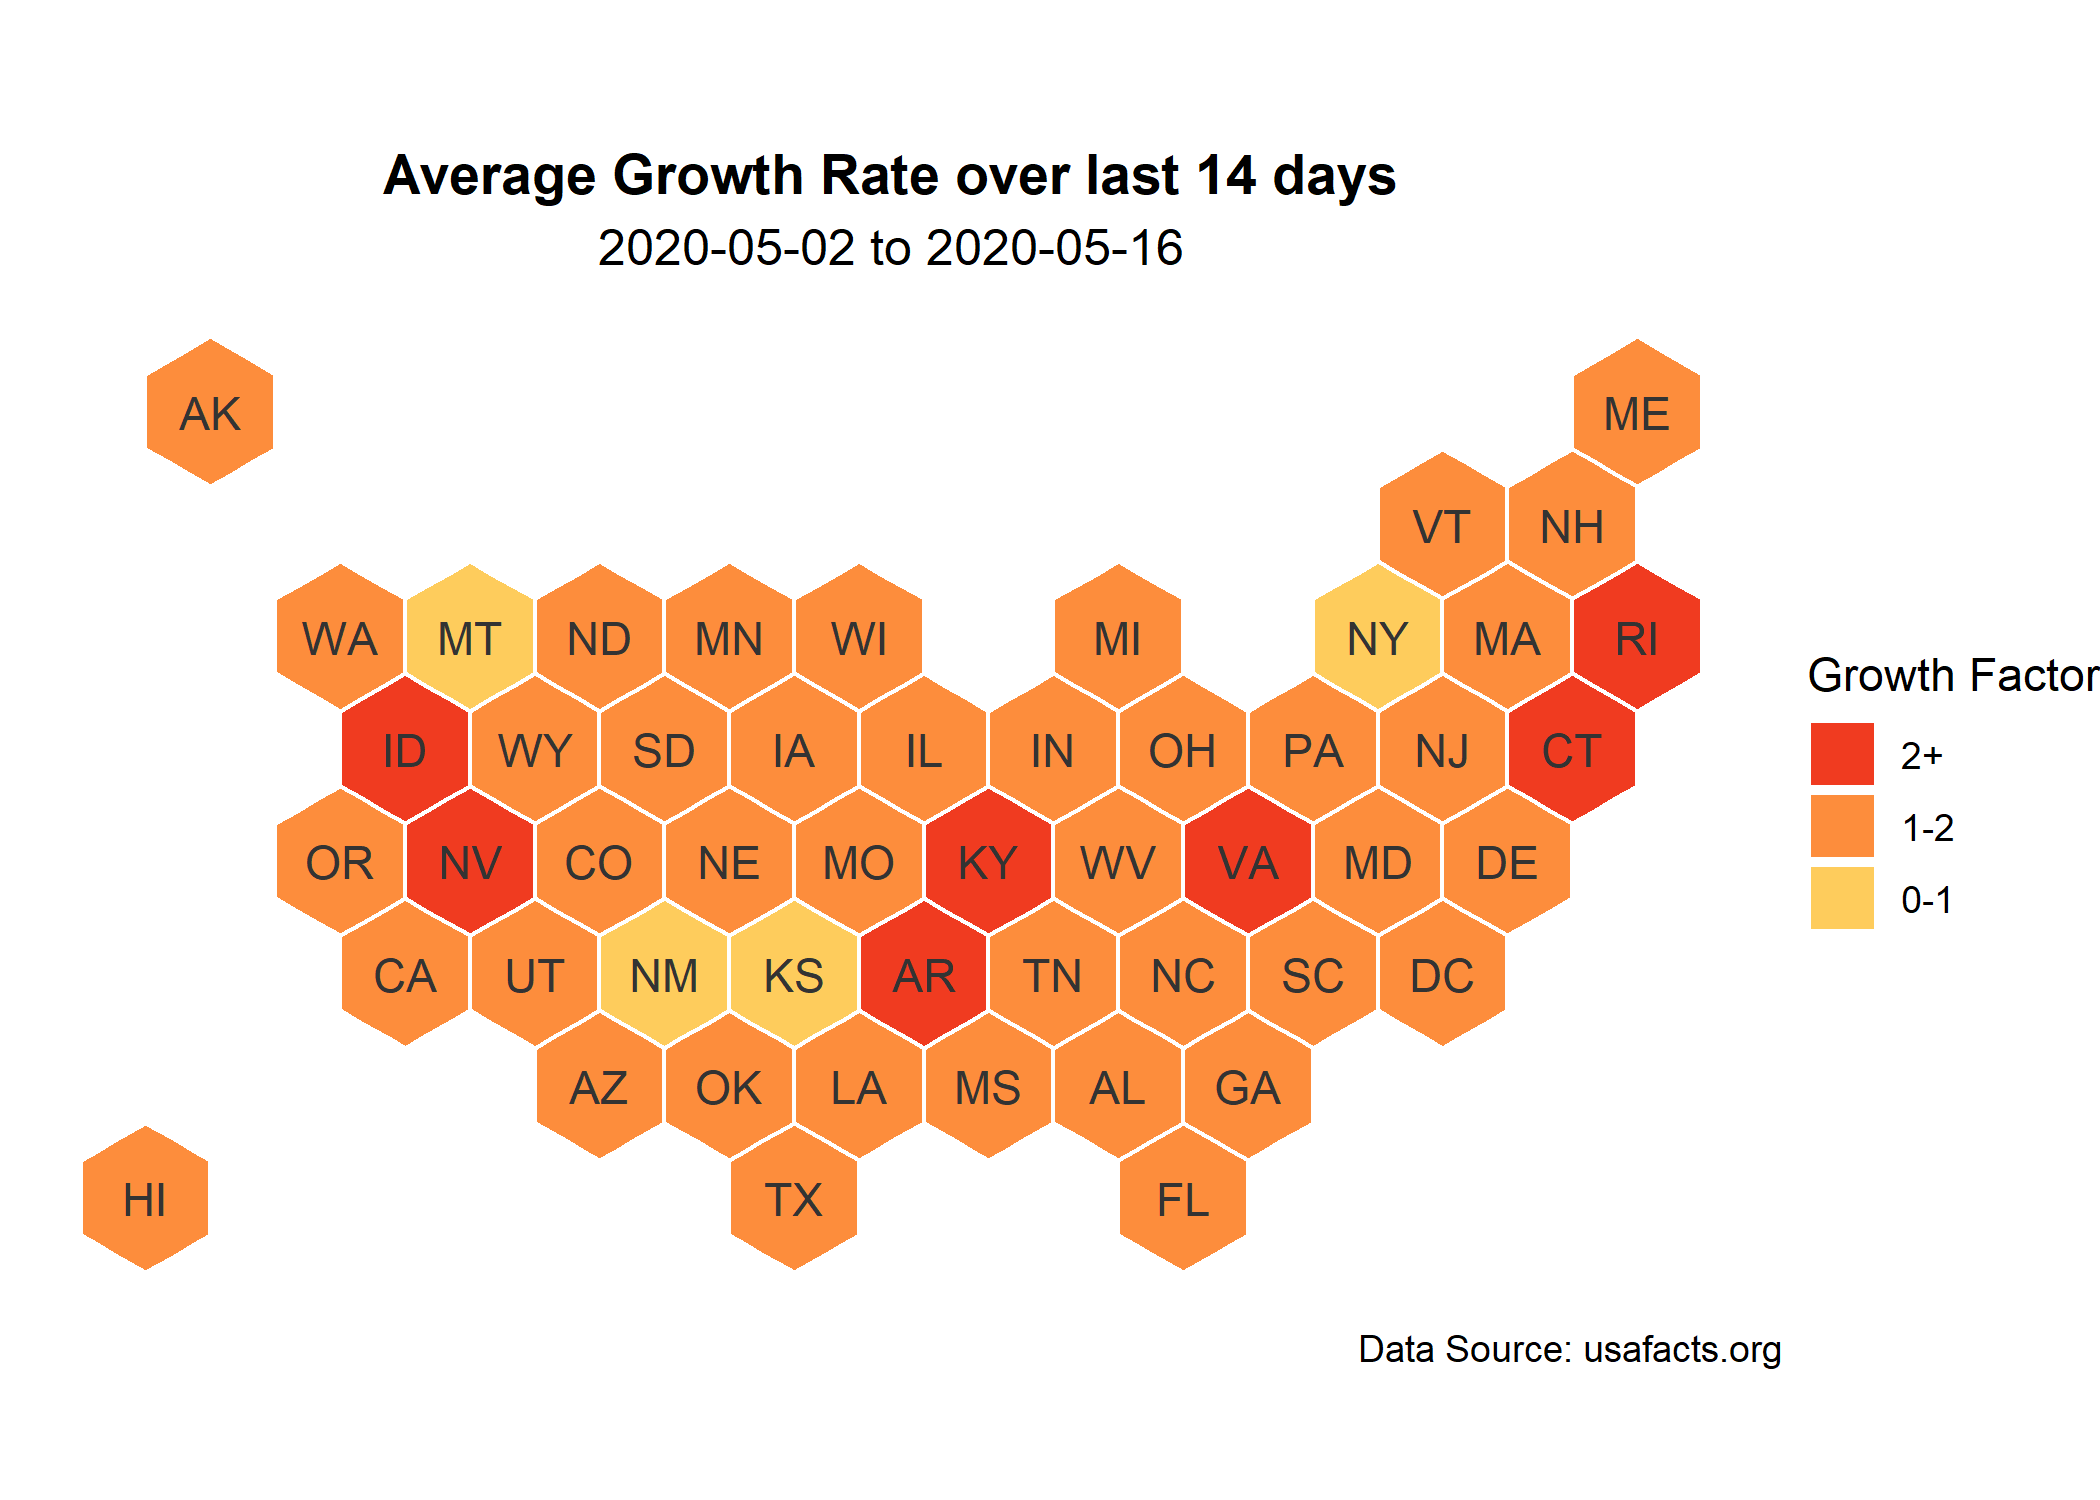 Average Growth Rate over last 14 days
2020-05-02 to 2020-05-16
AK ME
VT NH
WA MT ND MN WI MI NY MA RI
ID WY SD IA IL IN OH PA NJ CT
OR NV CO NE MO KY WV VA MD DE
CA UT NM KS AR TN NC SC DC
AZ OK LA MS AL GA
HI TX FL
Growth Factor
2+
1-2
0-1
Data Source: usafacts.org